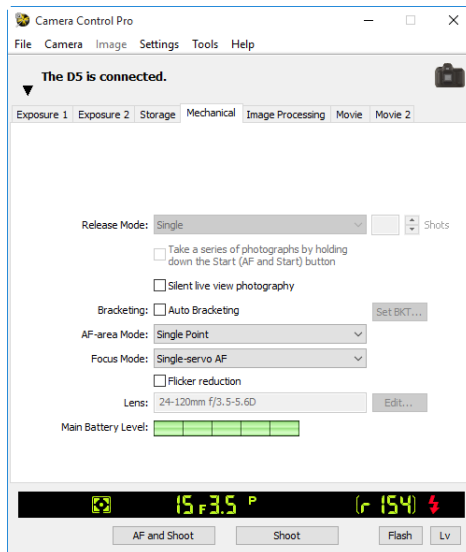 Camera Control Pro
File Camera Image Settings Tools Help
The D5 is connected.
Exposure 1 Exposure 2 Storage Mechanical Image Processing Movie Movie 2
Release Mode: Single Shots
Take a series of photographs by holding
down the Start (AF and Start) button
Silent live view photography
Bracketing: Auto Bracketing Set BKT...
AF-area Mode: Single Point
Focus Mode: Single-servo AF
Flicker reduction
Lens: 24-120mm f/3.5-5.6D Edit...
Main Battery Level:
15 F3.5 P (r 154)
AF and Shoot Shoot Flash Lv